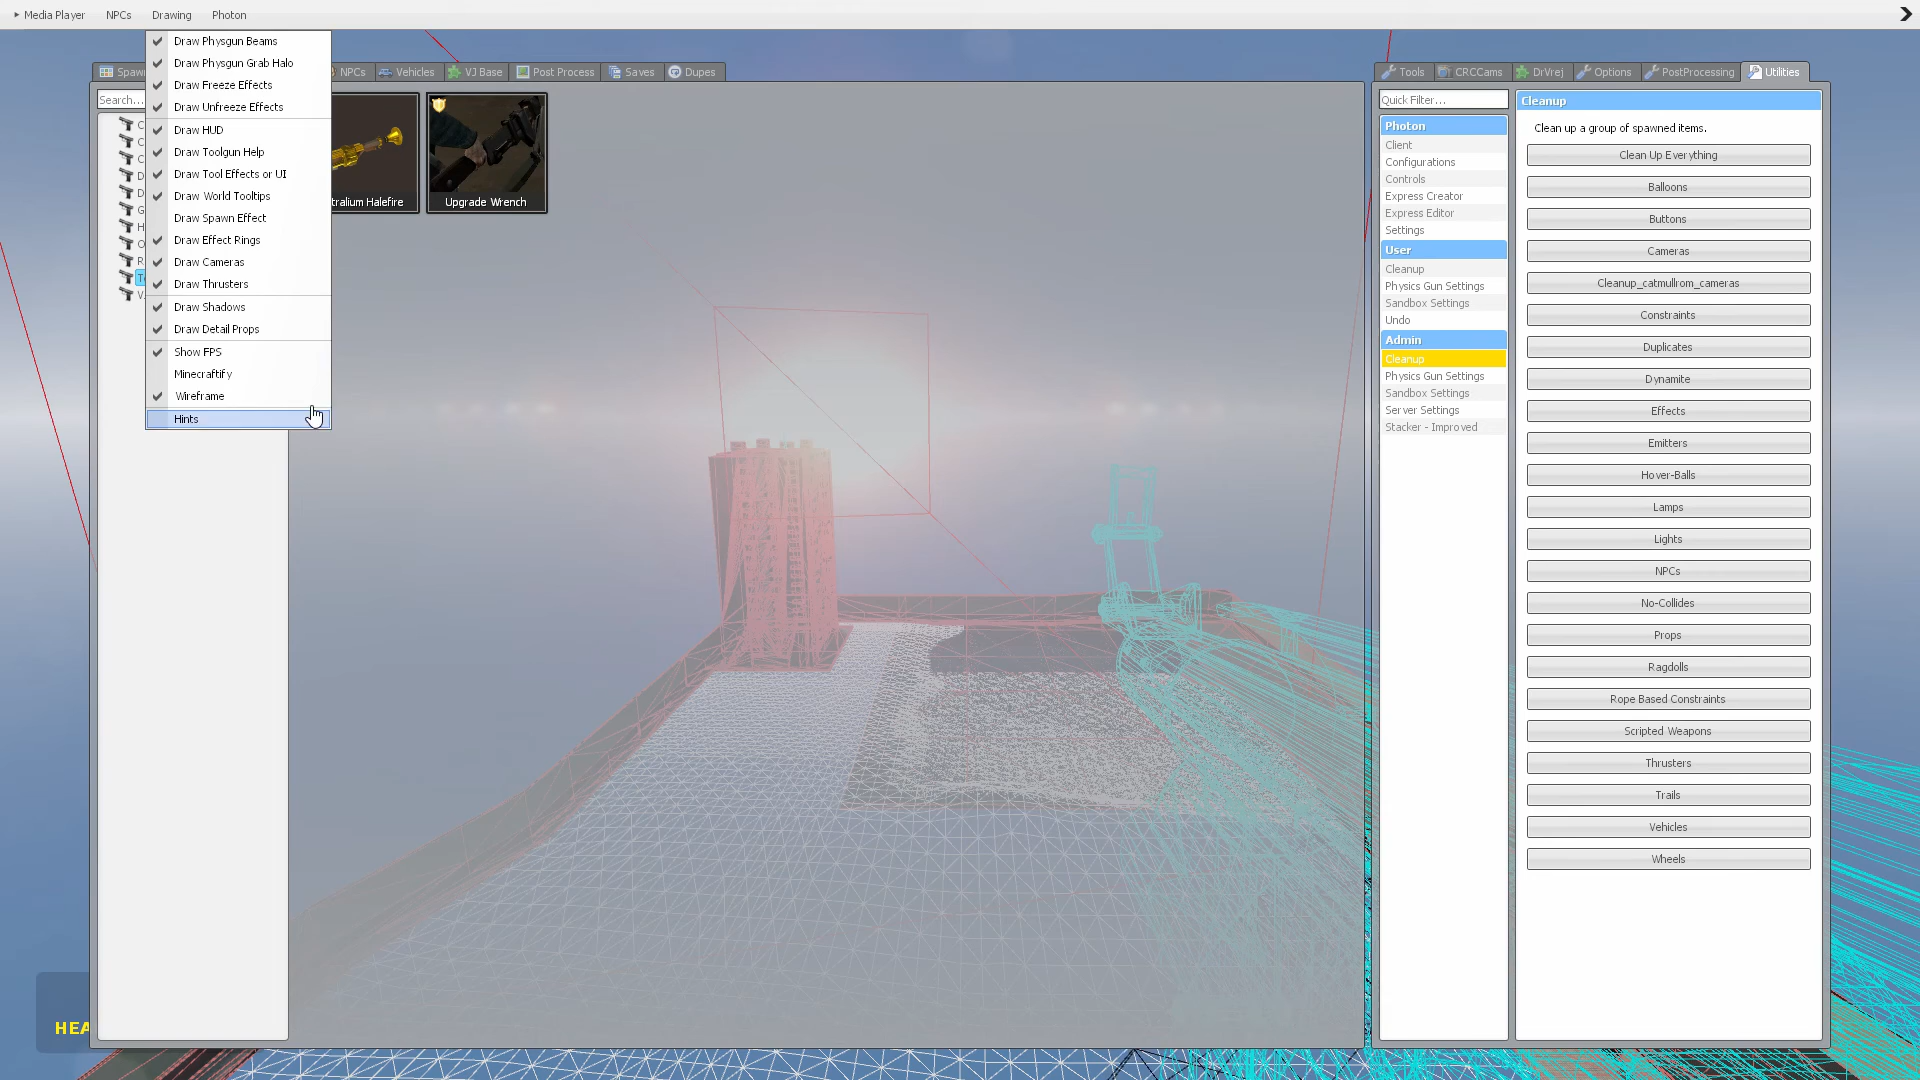 Media Player NPCs Drawing Photon
Draw Physgun Beams
Draw Physgun Grab Halo
Draw Freeze Effects
Draw Unfreeze Effects
Draw HUD
Draw Toolgun Help
Draw Tool Effects or UI
Draw World Tooltips
Draw Spawn Effect
Draw Effect Rings
Draw Cameras
Draw Thrusters
Draw Shadows
Draw Detail Props
Show FPS
Minecraftify
Wireframe
Hints
Spawn
NPCs Vehicles VJ Base Post Process Saves Dupes
Search...
C
C
C
D
D
G
H
O
R
T
V
tralium Halefire
Upgrade Wrench
HEA
Tools CRCCams DrVrej Options PostProcessing Utilities
Quick Filter...
Photon
Client
Configurations
Controls
Express Creator
Express Editor
Settings
User
Cleanup
Physics Gun Settings
Sandbox Settings
Undo
Admin
Cleanup
Physics Gun Settings
Sandbox Settings
Server Settings
Stacker - Improved
Cleanup
Clean up a group of spawned items.
Clean Up Everything
Balloons
Buttons
Cameras
Cleanup_catmullrom_cameras
Constraints
Duplicates
Dynamite
Effects
Emitters
Hover-Balls
Lamps
Lights
NPCs
No-Collides
Props
Ragdolls
Rope Based Constraints
Scripted Weapons
Thrusters
Trails
Vehicles
Wheels